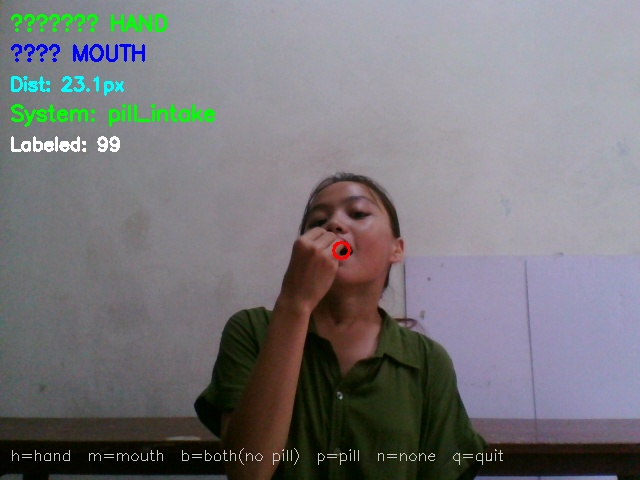 ??????? HAND
???? MOUTH
Dist: 23.1px
System: pill_intake
Labeled: 99
h=hand m=mouth b=both(no pill) p=pill n=none q=quit